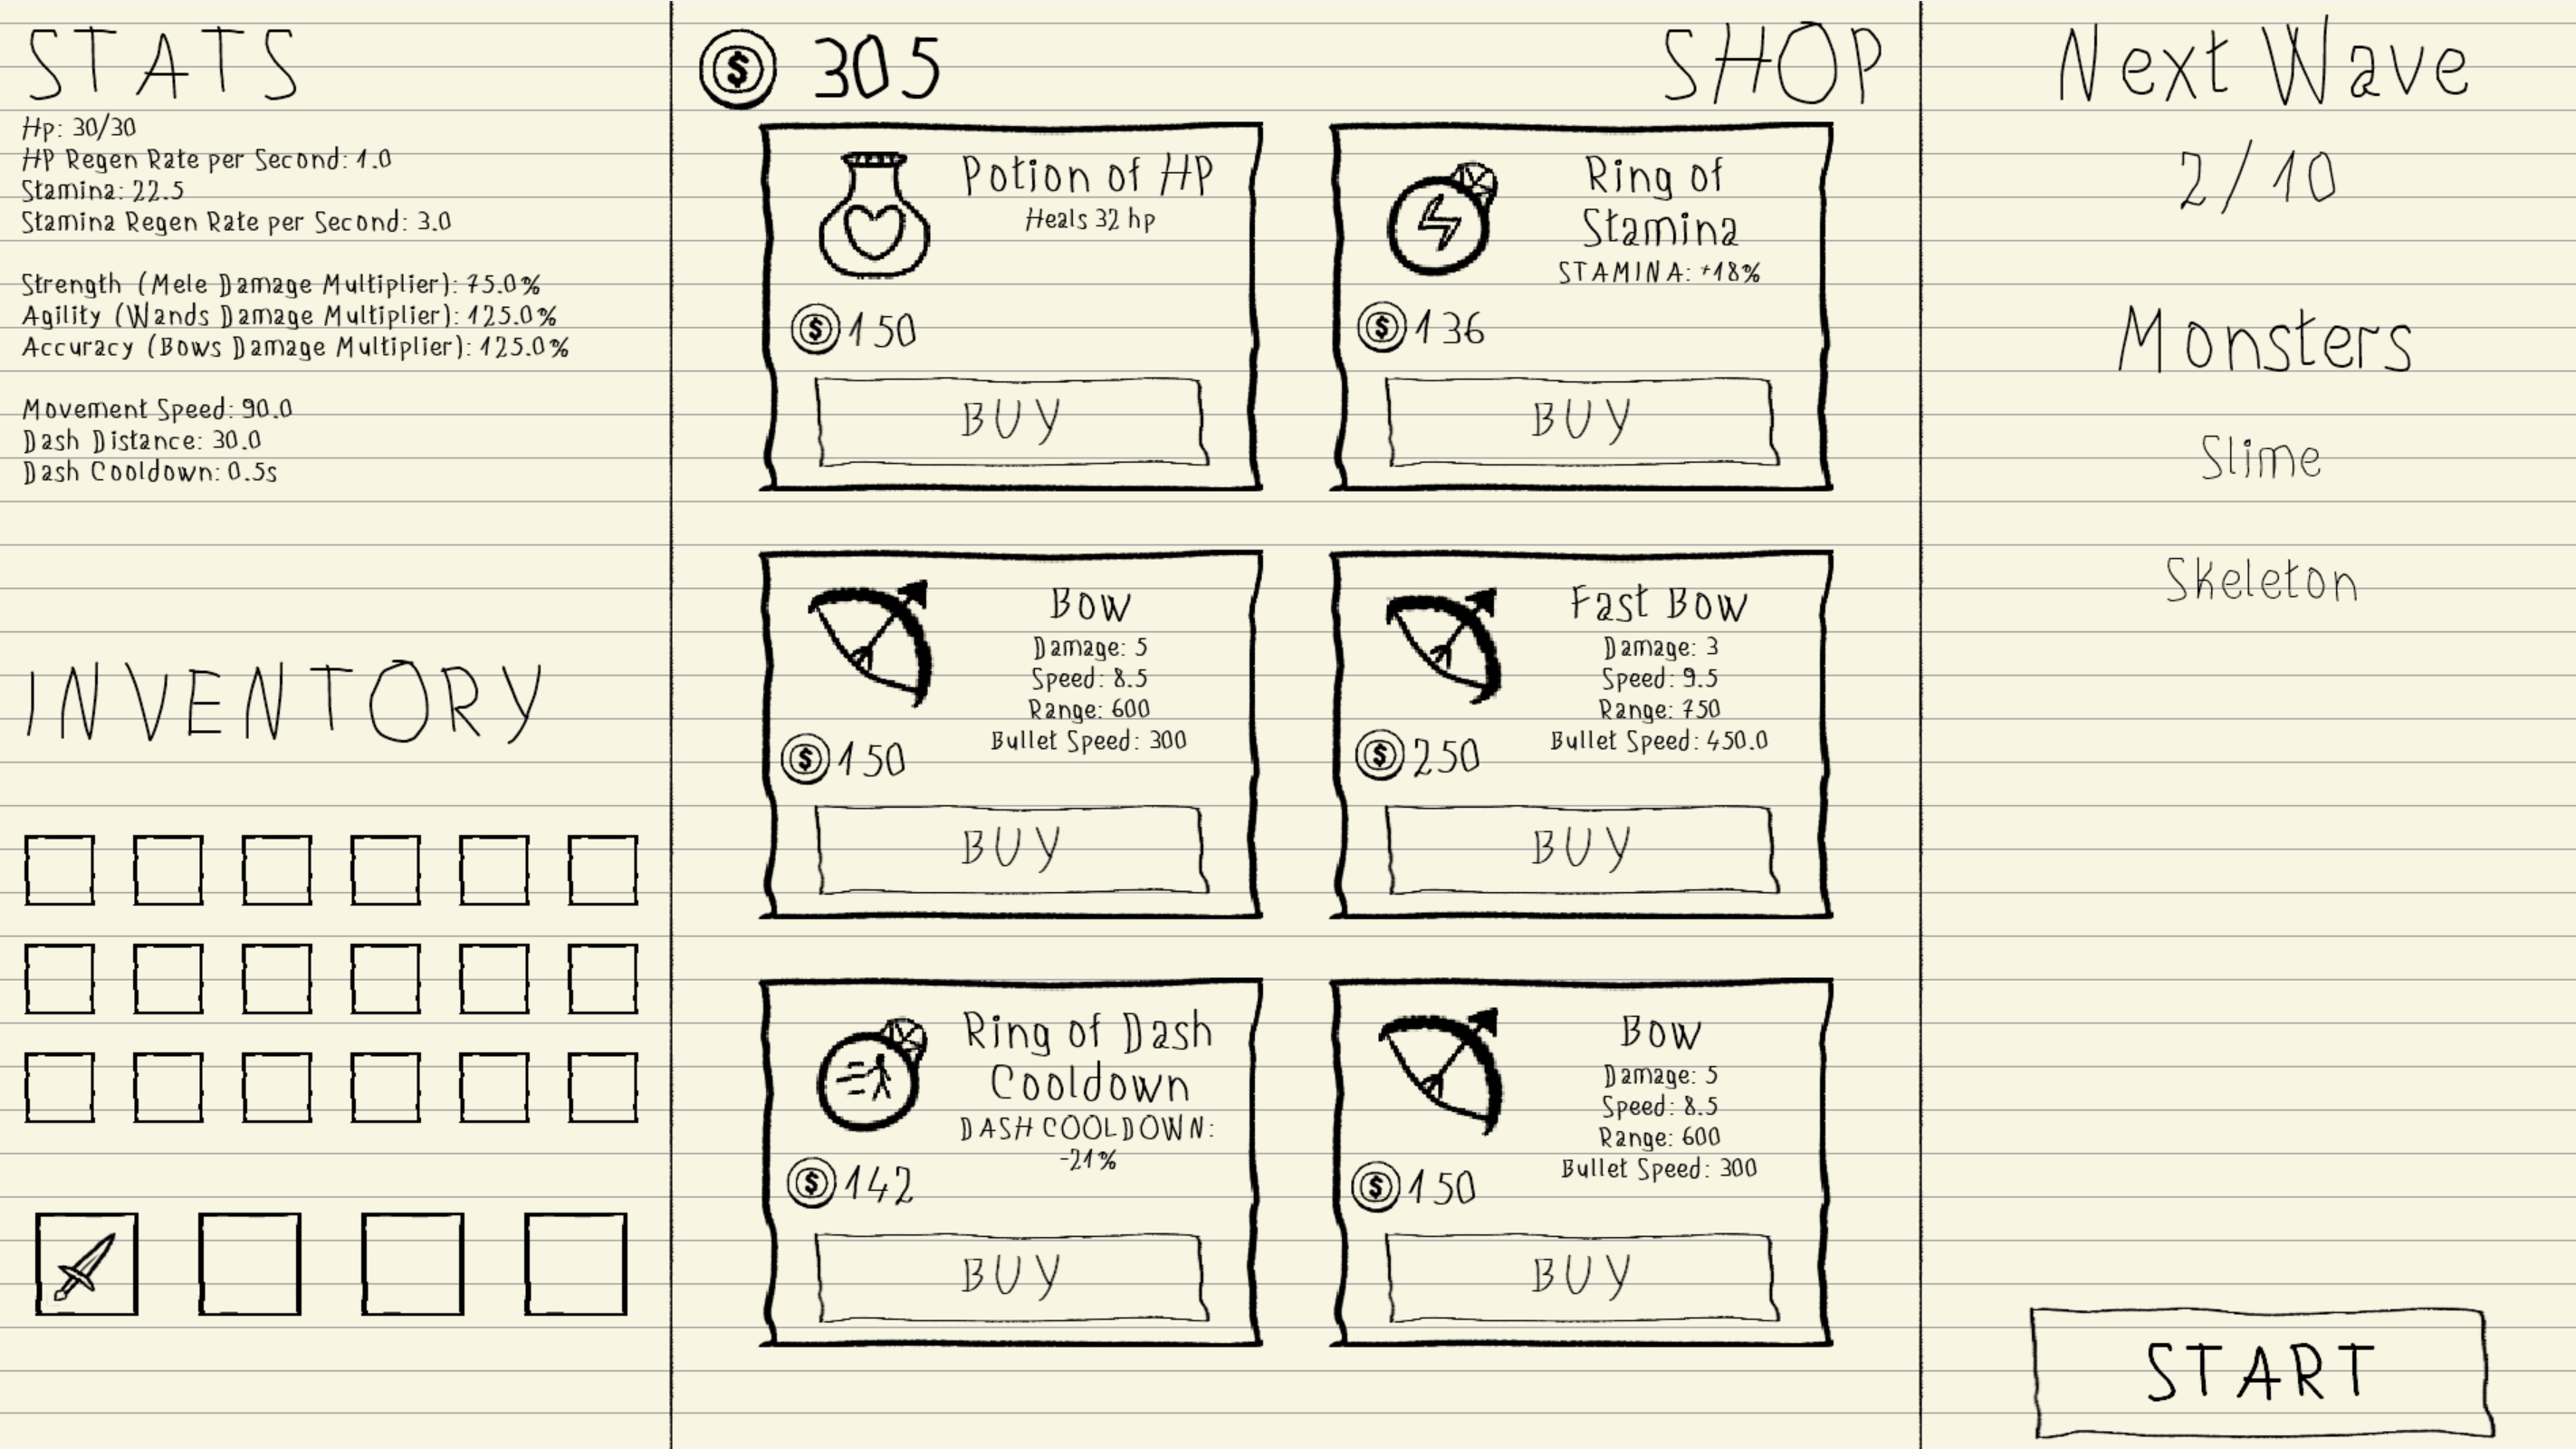 STATS
Hp: 30/30
HP Regen Rate per Second: 1.0
Stamina: 22.5
Stamina Regen Rate per Second: 3.0
Strength (Mele Damage Multiplier): 75.0%
Agility (Wands Damage Multiplier): 125.0%
Accuracy (Bows Damage Multiplier): 125.0%
Movement Speed: 90.0
Dash Distance: 30.0
Dash Cooldown: 0.5s
INVENTORY
$ 305
SHOP
Potion of HP
Heals 32 hp
$ 150
BUY
Ring of
Stamina
STAMINA: +18%
$ 136
BUY
Bow
Damage: 5
Speed: 8.5
Range: 600
Bullet Speed: 300
$ 150
BUY
Fast Bow
Damage: 3
Speed: 9.5
Range: 750
Bullet Speed: 450.0
$ 250
BUY
Ring of Dash
Cooldown
DASH COOLDOWN:
-21%
$ 142
BUY
Bow
Damage: 5
Speed: 8.5
Range: 600
Bullet Speed: 300
$ 150
BUY
Next Wave
2/10
Monsters
Slime
Skeleton
START